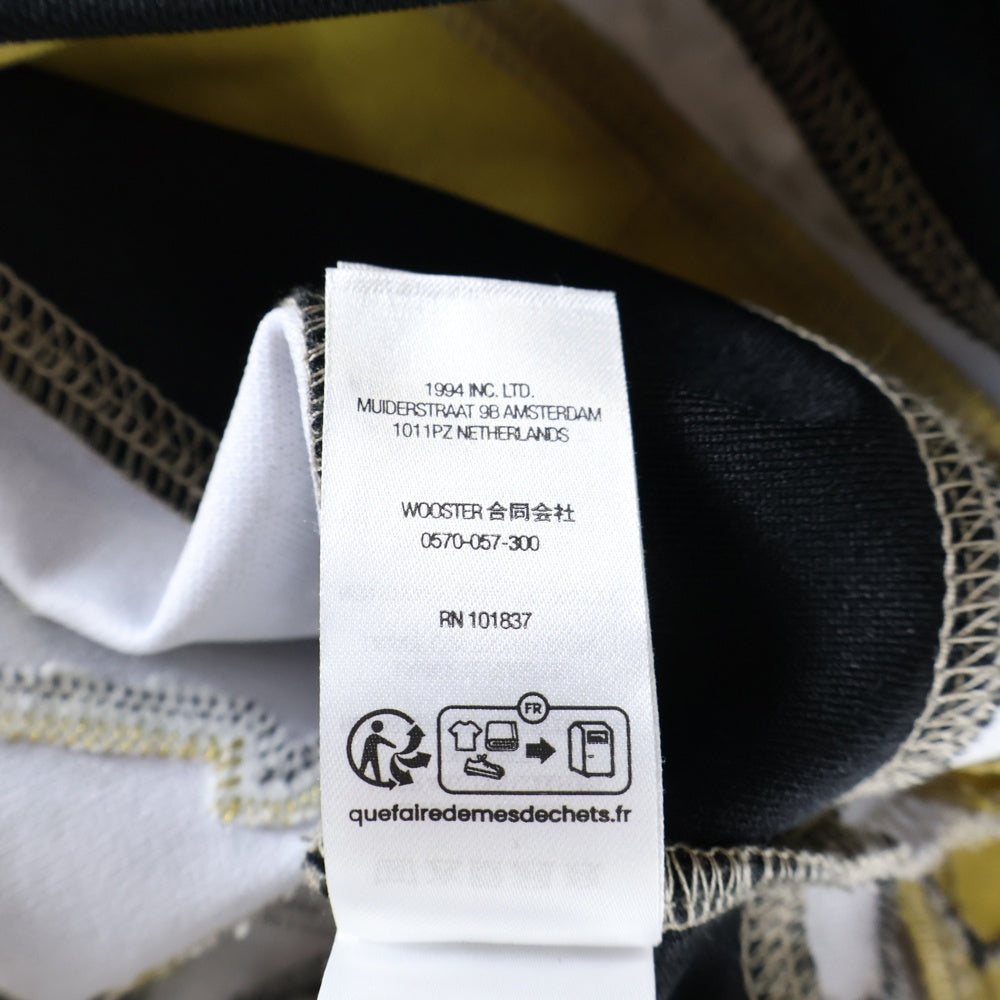 1994 INC. LTD.
MUIDERSTRAAT 9B AMSTERDAM
1011PZ NETHERLANDS
WOOSTER 合同会社
0570-057-300
RN 101837
FR
quefairedemesdechets.fr